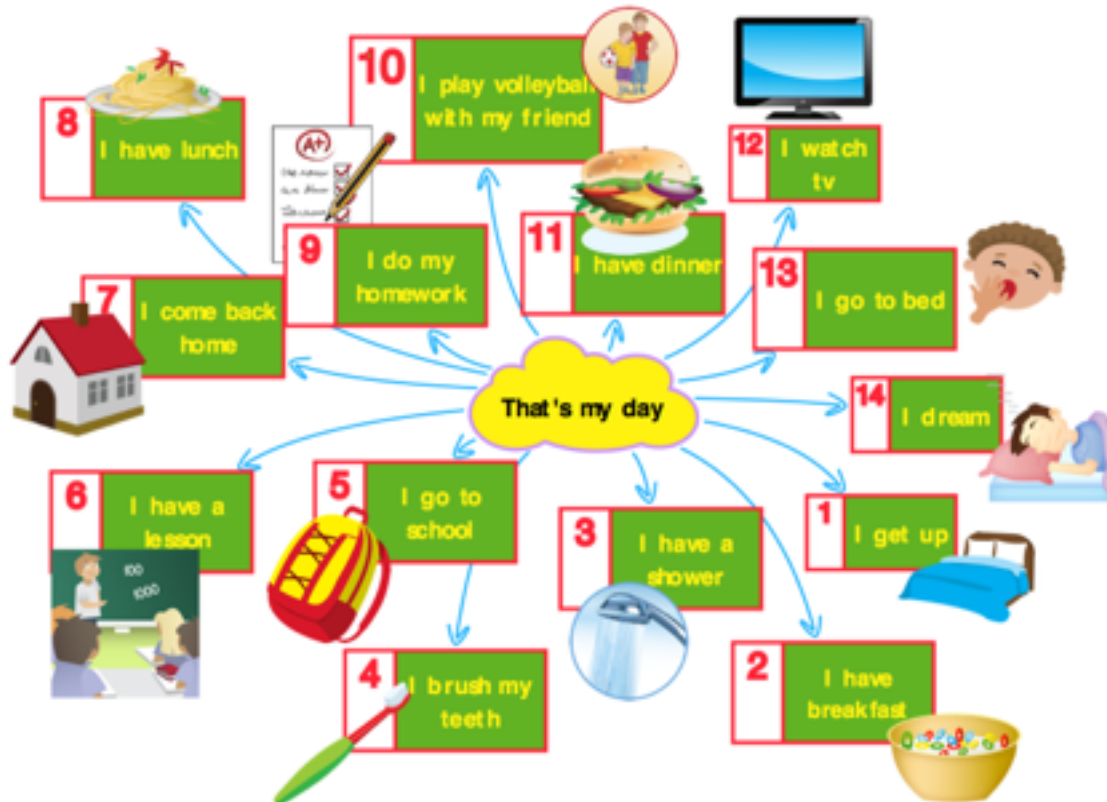 8
I have lunch
10
I play volleyball
with my friend
12
I watch
tv
A+
9
I do my
homework
11
I have dinner
13
I go to bed
7
I come back
home
That's my day
14
I dream
6
I have a
lesson
100
1000
5
I go to
school
3
I have a
shower
1
I get up
4
I brush my
teeth
2
I have
breakfast